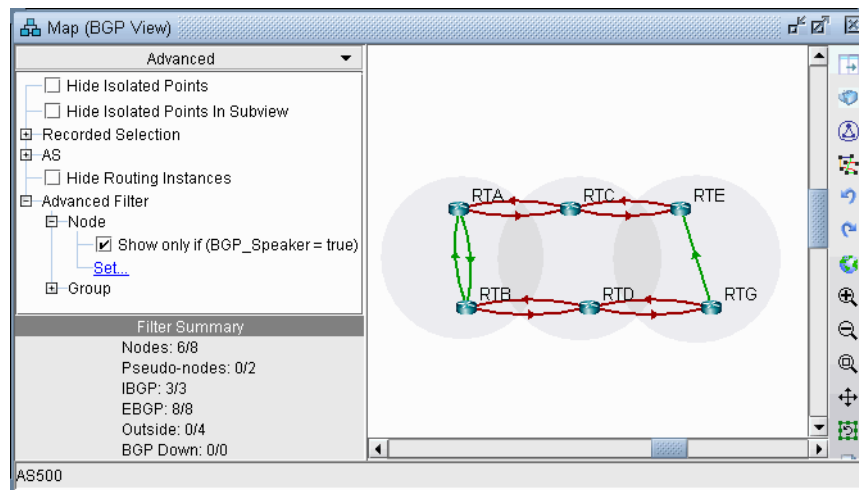 Map (BGP View)
Advanced
Hide Isolated Points
Hide Isolated Points In Subview
Recorded Selection
AS
Hide Routing Instances
Advanced Filter
Node
Show only if (BGP_Speaker = true)
Set...
Group
Filter Summary
Nodes: 6/8
Pseudo-nodes: 0/2
IBGP: 3/3
EBGP: 8/8
Outside: 0/4
BGP Down: 0/0
RTA RTC RTE
RTB RTD RTG
AS500